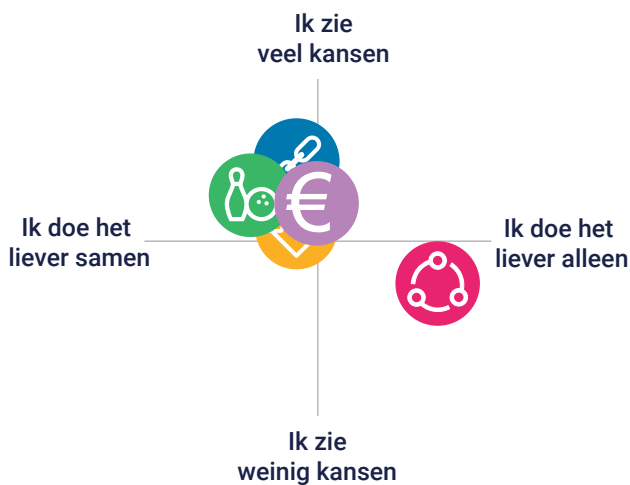 Ik zie
veel kansen
€
Ik doe het
liever samen
Ik doe het
liever alleen
Ik zie
weinig kansen